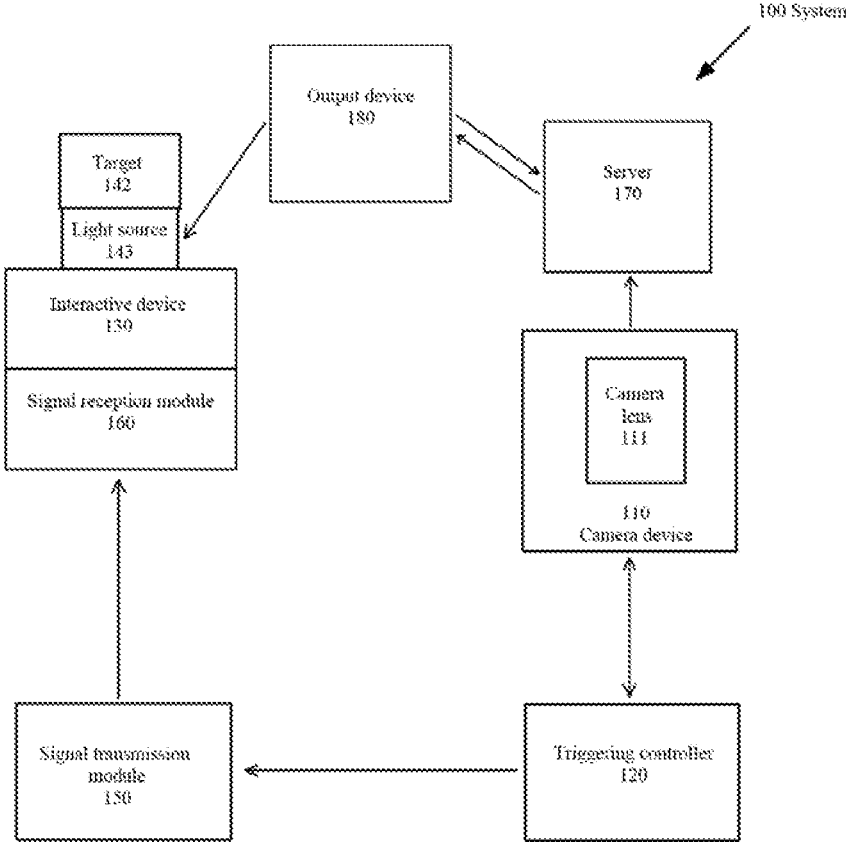 100 System
Output device
180
Target
142
Server
170
Light source
143
Interactive device
130
Signal reception module
160
Camera
lens
111
110
Camera device
Signal transmission
module
150
Triggering controller
120